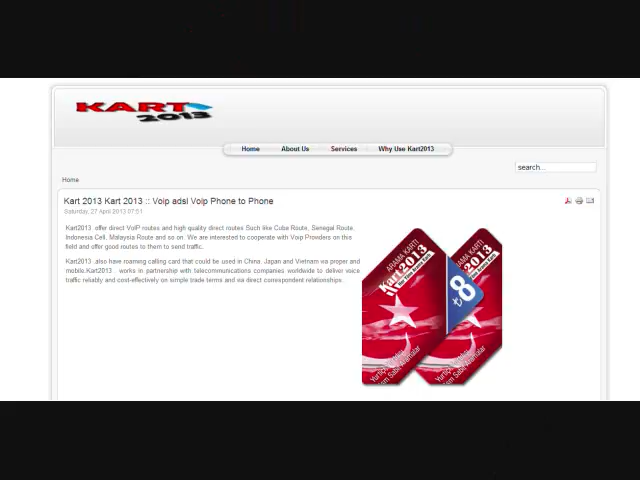 KART
2013
Home About Us Services Why Use Kart2013
search...
Home
Kart 2013 Kart 2013 :: Voip adsl Voip Phone to Phone
Saturday, 27 April 2013 07:51
Kart2013 offer direct VoIP routes and high quality direct routes Such like Cuba Route, Senegal Route,
Indonesia Cell, Malaysia Route and so on. We are interested to cooperate with Voip Providers on this
field and offer good routes to them to send traffic.
Kart2013 ,also have roaming calling card that could be used in China, Japan and Vietnam wa proper and
mobile.Kart2013 works in partnership with telecommunications companies worldwide to deliver voice
traffic reliably and cost-effectively on simple trade terms and via direct correspondent relationships .
ARAMA KARTI
Kart2013
ARAMA KARTI
2013
8